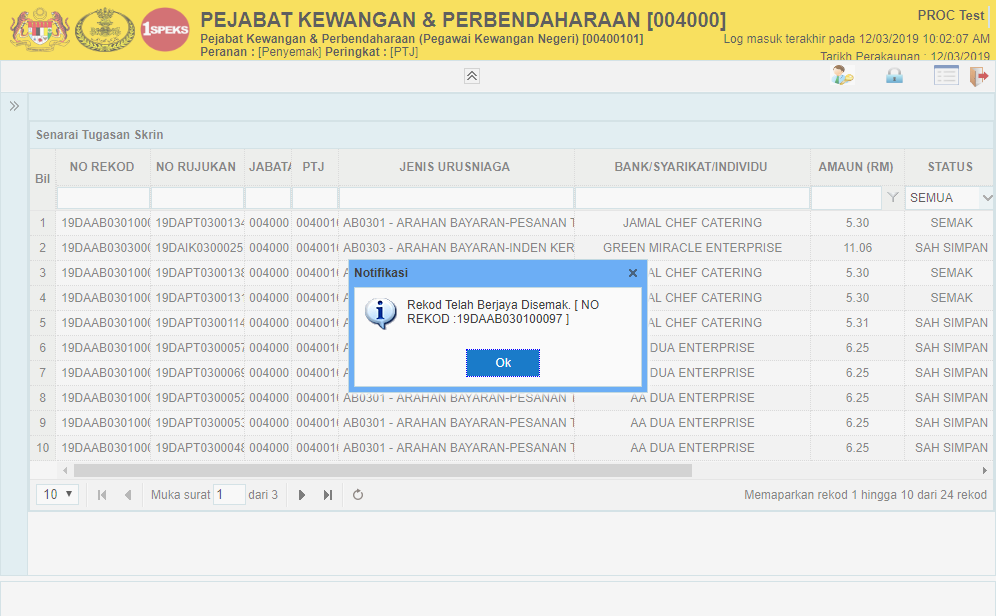 1SPEKS
PEJABAT KEWANGAN & PERBENDAHARAAN [004000]
PROC Test
Pejabat Kewangan & Perbendaharaan (Pegawai Kewangan Negeri) [00400101]
Log masuk terakhir pada 12/03/2019 10:02:07 AM
Peranan : [Penyemak] Peringkat : [PTJ]
Tarikh Perakaunan : 12/03/2019
Senarai Tugasan Skrin
Bil NO REKOD NO RUJUKAN JABATA PTJ JENIS URUSNIAGA BANK/SYARIKAT/INDIVIDU AMAUN (RM) STATUS
SEMUA
1 19DAAB0301000 19DAPT0300134 004000 0040010 AB0301 - ARAHAN BAYARAN-PESANAN T JAMAL CHEF CATERING 5.30 SEMAK
2 19DAAB0303000 19DAIK0300025 004000 0040010 AB0303 - ARAHAN BAYARAN-INDEN KER GREEN MIRACLE ENTERPRISE 11.06 SAH SIMPAN
3 19DAAB0301000 19DAPT0300138 004000 0040010 AL CHEF CATERING 5.30 SEMAK
4 19DAAB0301000 19DAPT0300131 004000 0040010 AL CHEF CATERING 5.30 SEMAK
5 19DAAB0301000 19DAPT0300114 004000 0040010 AL CHEF CATERING 5.31 SAH SIMPAN
6 19DAAB0301000 19DAPT0300057 004000 0040010 DUA ENTERPRISE 6.25 SAH SIMPAN
7 19DAAB0301000 19DAPT0300069 004000 0040010 DUA ENTERPRISE 6.25 SAH SIMPAN
8 19DAAB0301000 19DAPT0300052 004000 0040010 AB0301 - ARAHAN BAYARAN-PESANAN T AA DUA ENTERPRISE 6.25 SAH SIMPAN
9 19DAAB0301000 19DAPT0300053 004000 0040010 AB0301 - ARAHAN BAYARAN-PESANAN T AA DUA ENTERPRISE 6.25 SAH SIMPAN
10 19DAAB0301000 19DAPT0300048 004000 0040010 AB0301 - ARAHAN BAYARAN-PESANAN T AA DUA ENTERPRISE 6.25 SAH SIMPAN
Notifikasi
Rekod Telah Berjaya Disemak. [ NO
REKOD :19DAAB030100097 ]
Ok
10 Muka surat 1 dari 3 Memaparkan rekod 1 hingga 10 dari 24 rekod